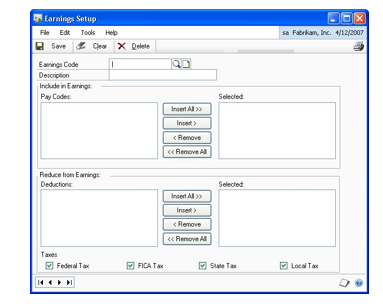 Earnings Setup
File Edit Tools Help sa Fabrikam, Inc. 4/12/2007
Save Clear Delete
Earnings Code
Description
Include in Earnings:
Pay Codes: Selected:
Insert All >>
Insert >
< Remove
<< Remove All
Reduce from Earnings:
Deductions: Selected:
Insert All >>
Insert >
< Remove
<< Remove All
Taxes
Federal Tax FICA Tax State Tax Local Tax